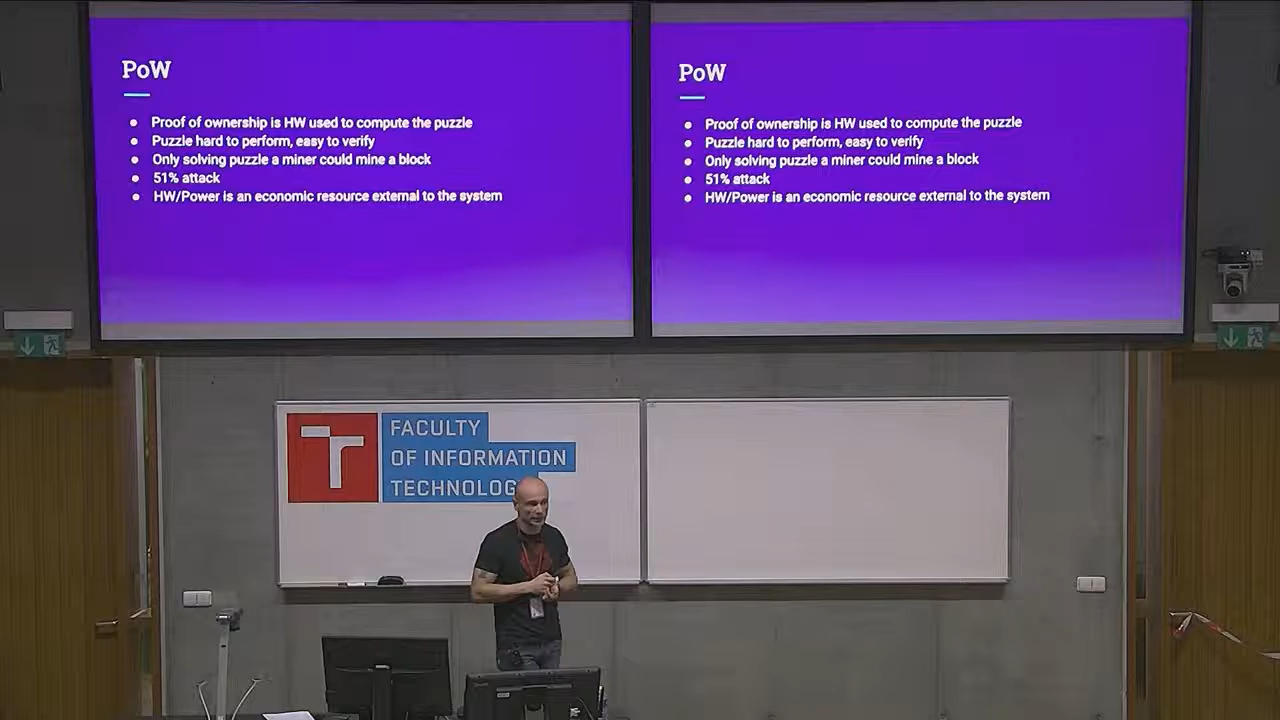 PoW
● Proof of ownership is HW used to compute the puzzle
● Puzzle hard to perform, easy to verify
● Only solving puzzle a miner could mine a block
● 51% attack
● HW/Power is an economic resource external to the system
PoW
● Proof of ownership is HW used to compute the puzzle
● Puzzle hard to perform, easy to verify
● Only solving puzzle a miner could mine a block
● 51% attack
● HW/Power is an economic resource external to the system
T
FACULTY
OF INFORMATION
TECHNOLOG